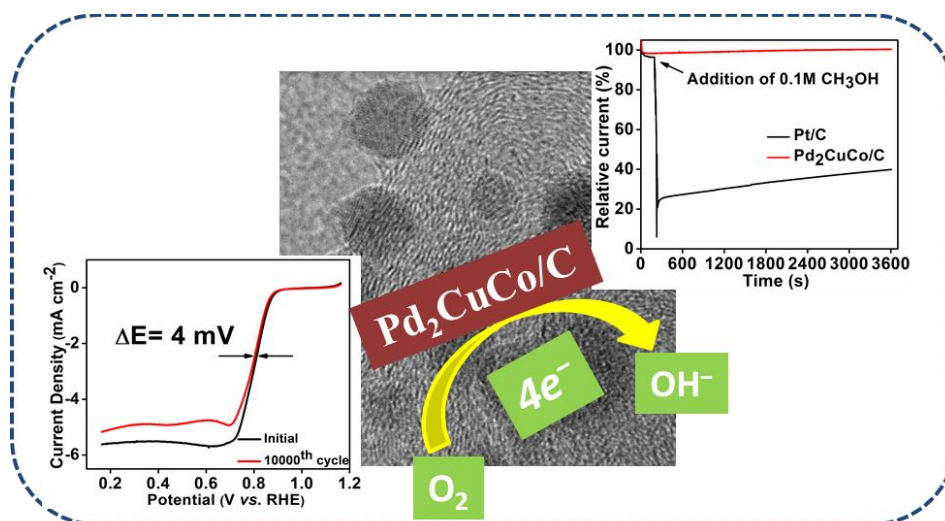 100
80
60
40
20
0
Relative current (%)
Addition of 0.1M CH₃OH
Pt/C
Pd₂CuCo/C
0 600 1200 1800 2400 3000 3600
Time (s)
Pd₂CuCo/C
4e⁻
OH⁻
O₂
0
-2
-4
-6
Current Density (mA cm⁻²)
ΔE= 4 mV
Initial
10000ᵗʰ cycle
0.2 0.4 0.6 0.8 1.0 1.2
Potential (V vs. RHE)